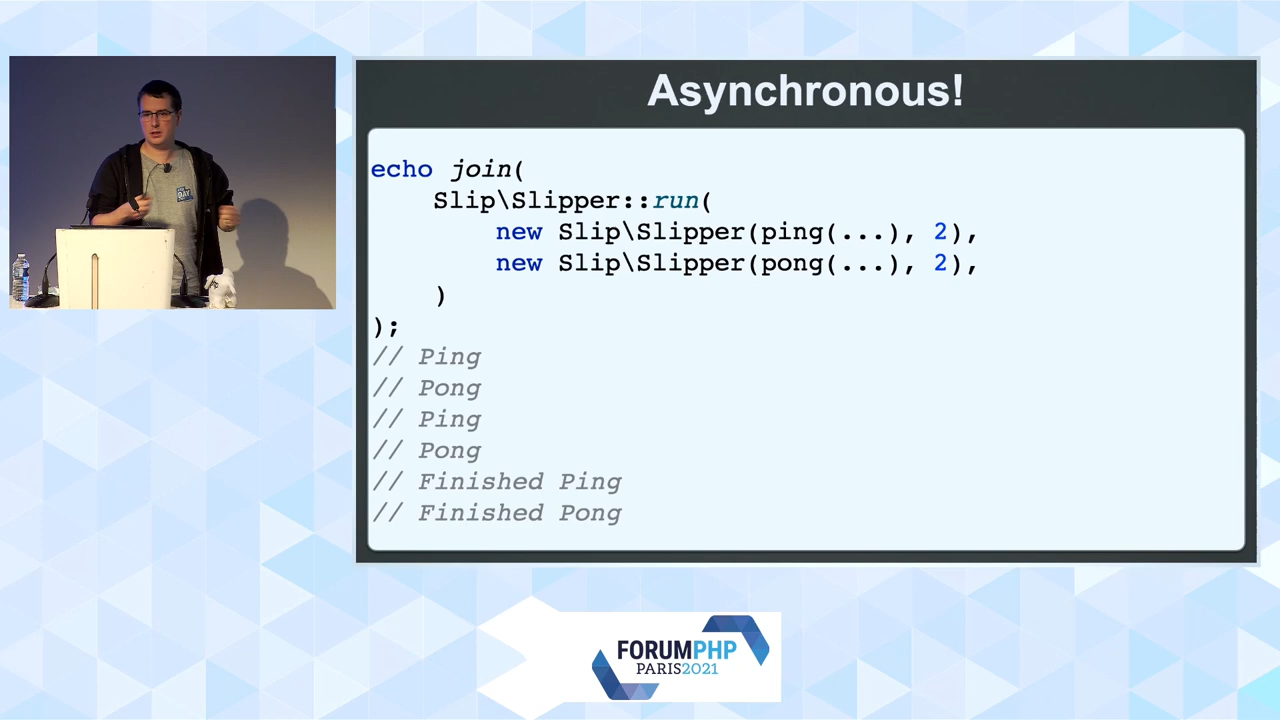 Asynchronous!
echo join(
    Slip\Slipper::run(
        new Slip\Slipper(ping(...), 2),
        new Slip\Slipper(pong(...), 2),
    )
);
// Ping
// Pong
// Ping
// Pong
// Finished Ping
// Finished Pong
FORUMPHP
PARIS2021